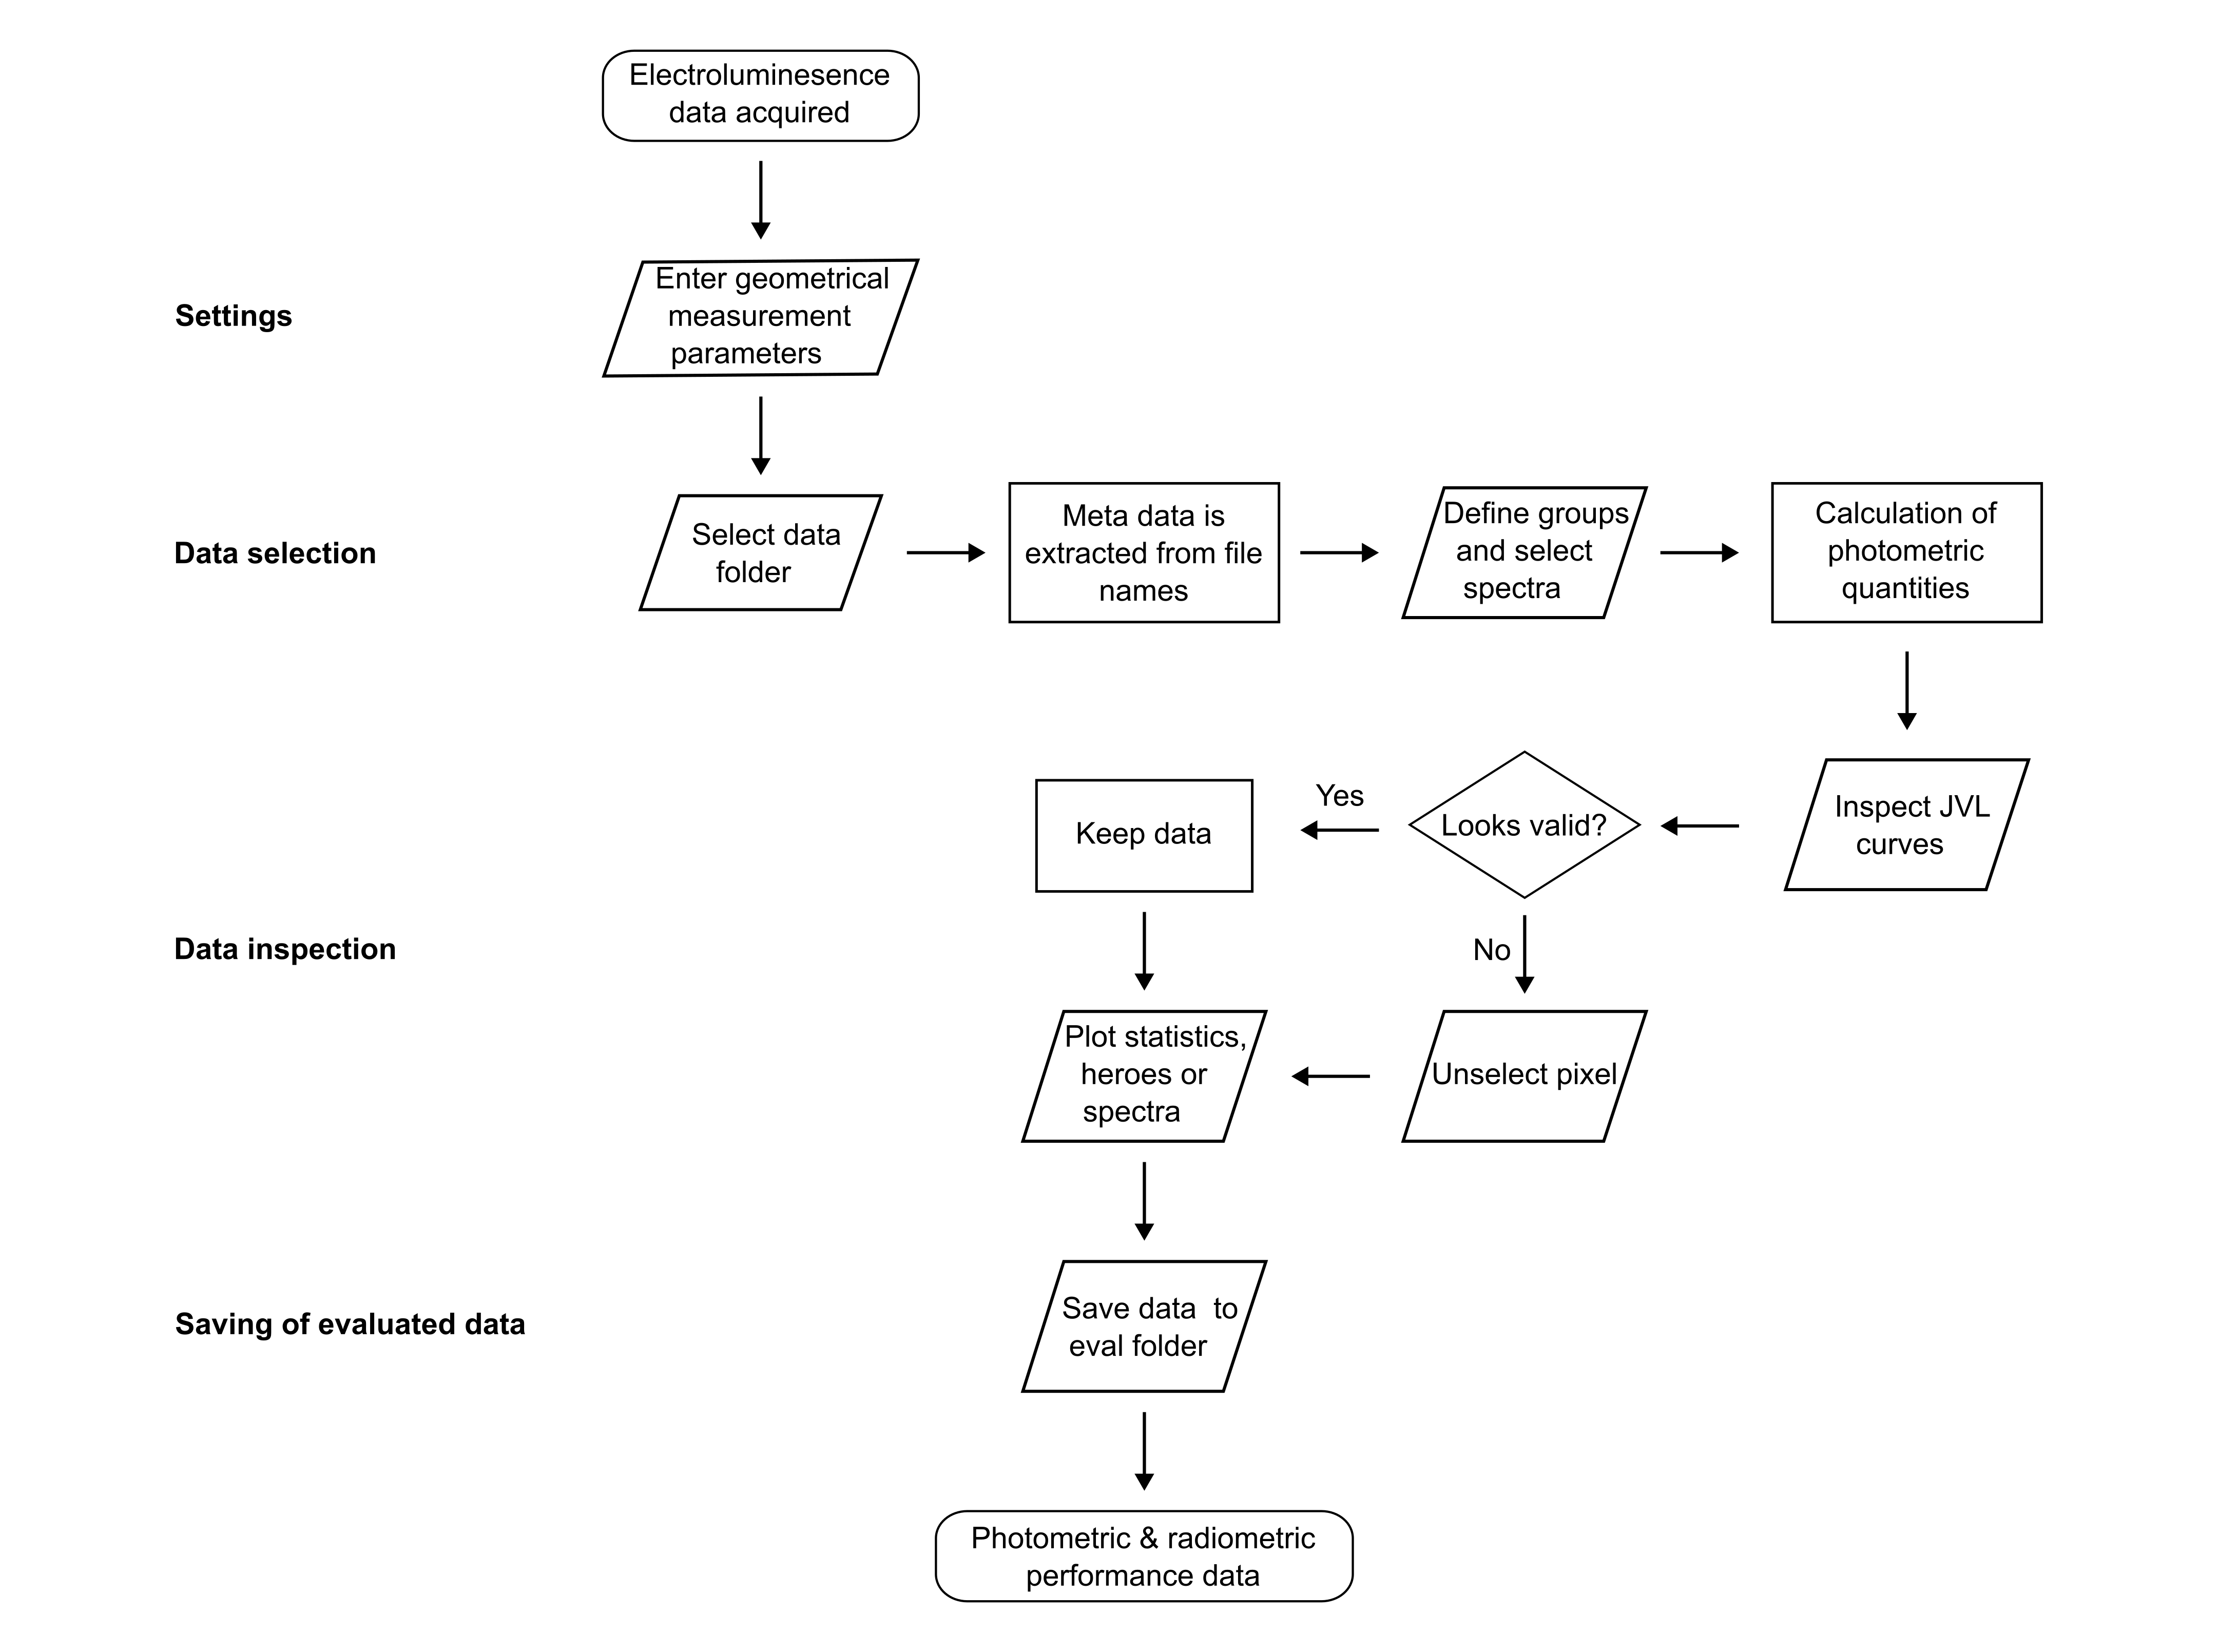 Electroluminesence
data acquired
Settings
Enter geometrical
measurement
parameters
Data selection
Select data
folder
Meta data is
extracted from file
names
Define groups
and select
spectra
Calculation of
photometric
quantities
Inspect JVL
curves
Looks valid?
Yes
Keep data
No
Data inspection
Unselect pixel
Plot statistics,
heroes or
spectra
Saving of evaluated data
Save data  to
eval folder
Photometric & radiometric
performance data